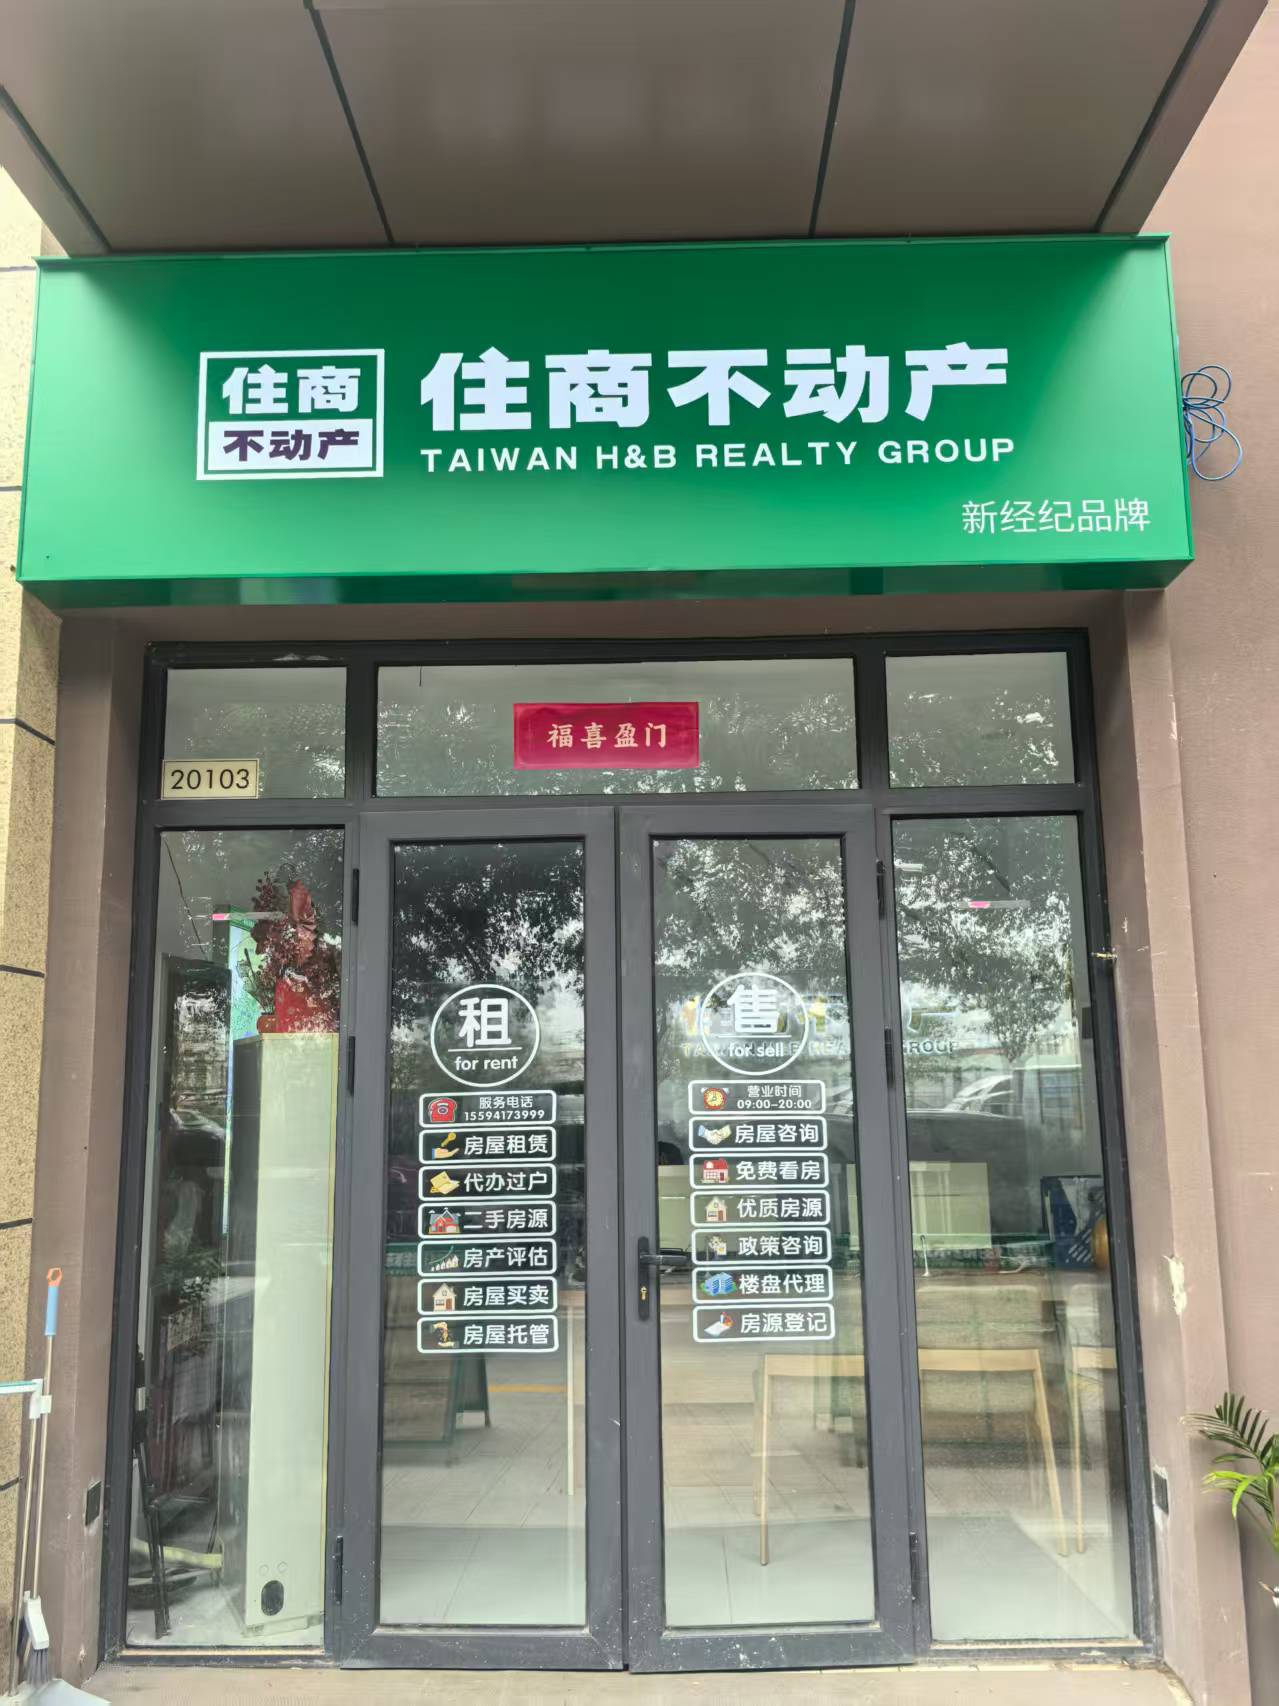 住商
不动产
住商不动产
TAIWAN H&B REALTY GROUP
新经纪品牌
福喜盈门
20103
租
for rent
服务电话
15594173999
房屋租赁
代办过户
二手房源
房产评估
房屋买卖
房屋托管
售
for sell
营业时间
09:00-20:00
房屋咨询
免费看房
优质房源
政策咨询
楼盘代理
房源登记